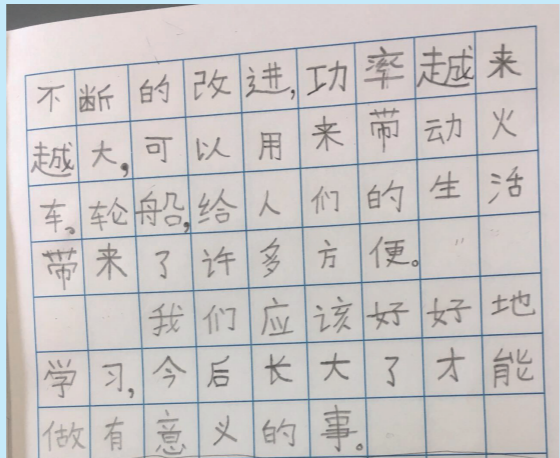 不断的改进,功率越来
越大,可以用来带动火
车、轮船,给人们的生活
带来了许多方便。
我们应该好好地
学习,今后长大了才能
做有意义的事。